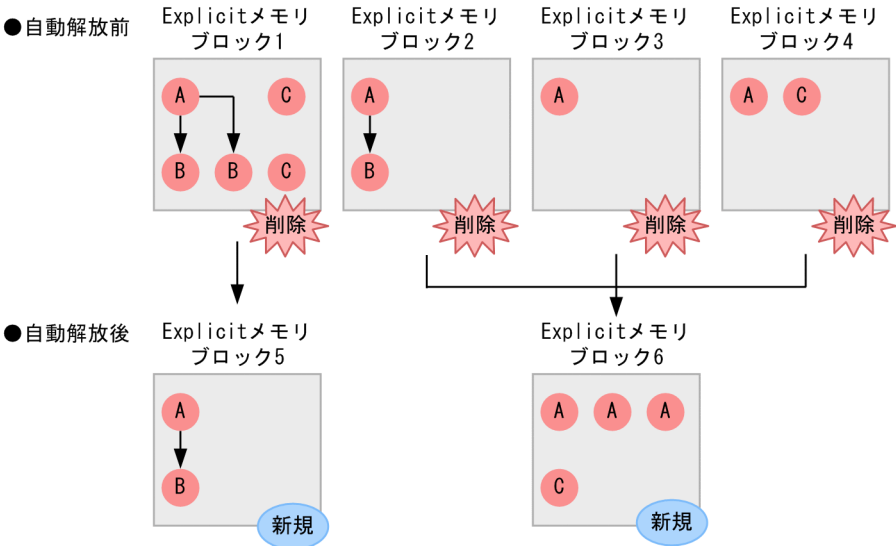 ●自動解放前
Explicitメモリ
ブロック1
Explicitメモリ
ブロック2
Explicitメモリ
ブロック3
Explicitメモリ
ブロック4
A
C
A
A
A
C
B
B
C
B
削除
削除
削除
削除
●自動解放後
Explicitメモリ
ブロック5
Explicitメモリ
ブロック6
A
A
A
A
B
C
新規
新規